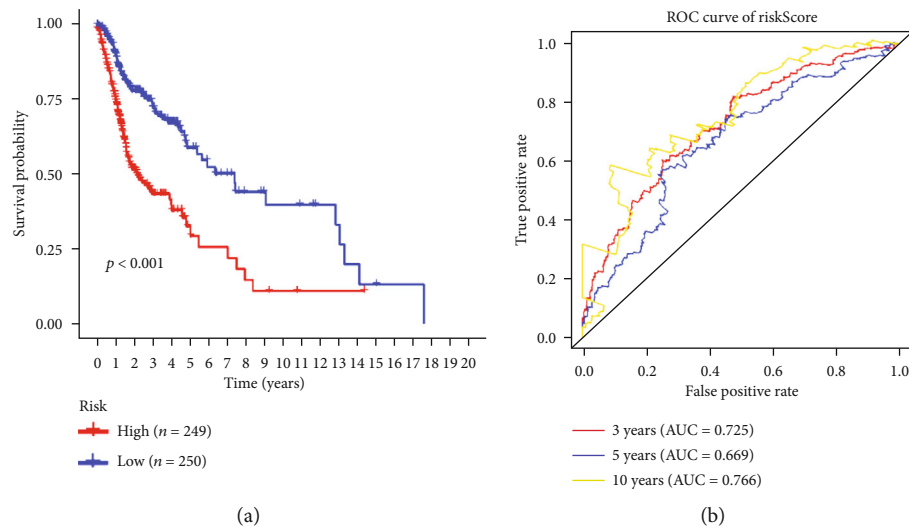 1.00
0.75
0.50
0.25
0.00
Survival probability
p < 0.001
0 1 2 3 4 5 6 7 8 9 10 11 12 13 14 15 16 17 18 19 20
Time (years)
Risk
High (n = 249)
Low (n = 250)
(a)
ROC curve of riskScore
1.0
0.8
0.6
0.4
0.2
0.0
True positive rate
0.0 0.2 0.4 0.6 0.8 1.0
False positive rate
3 years (AUC = 0.725)
5 years (AUC = 0.669)
10 years (AUC = 0.766)
(b)